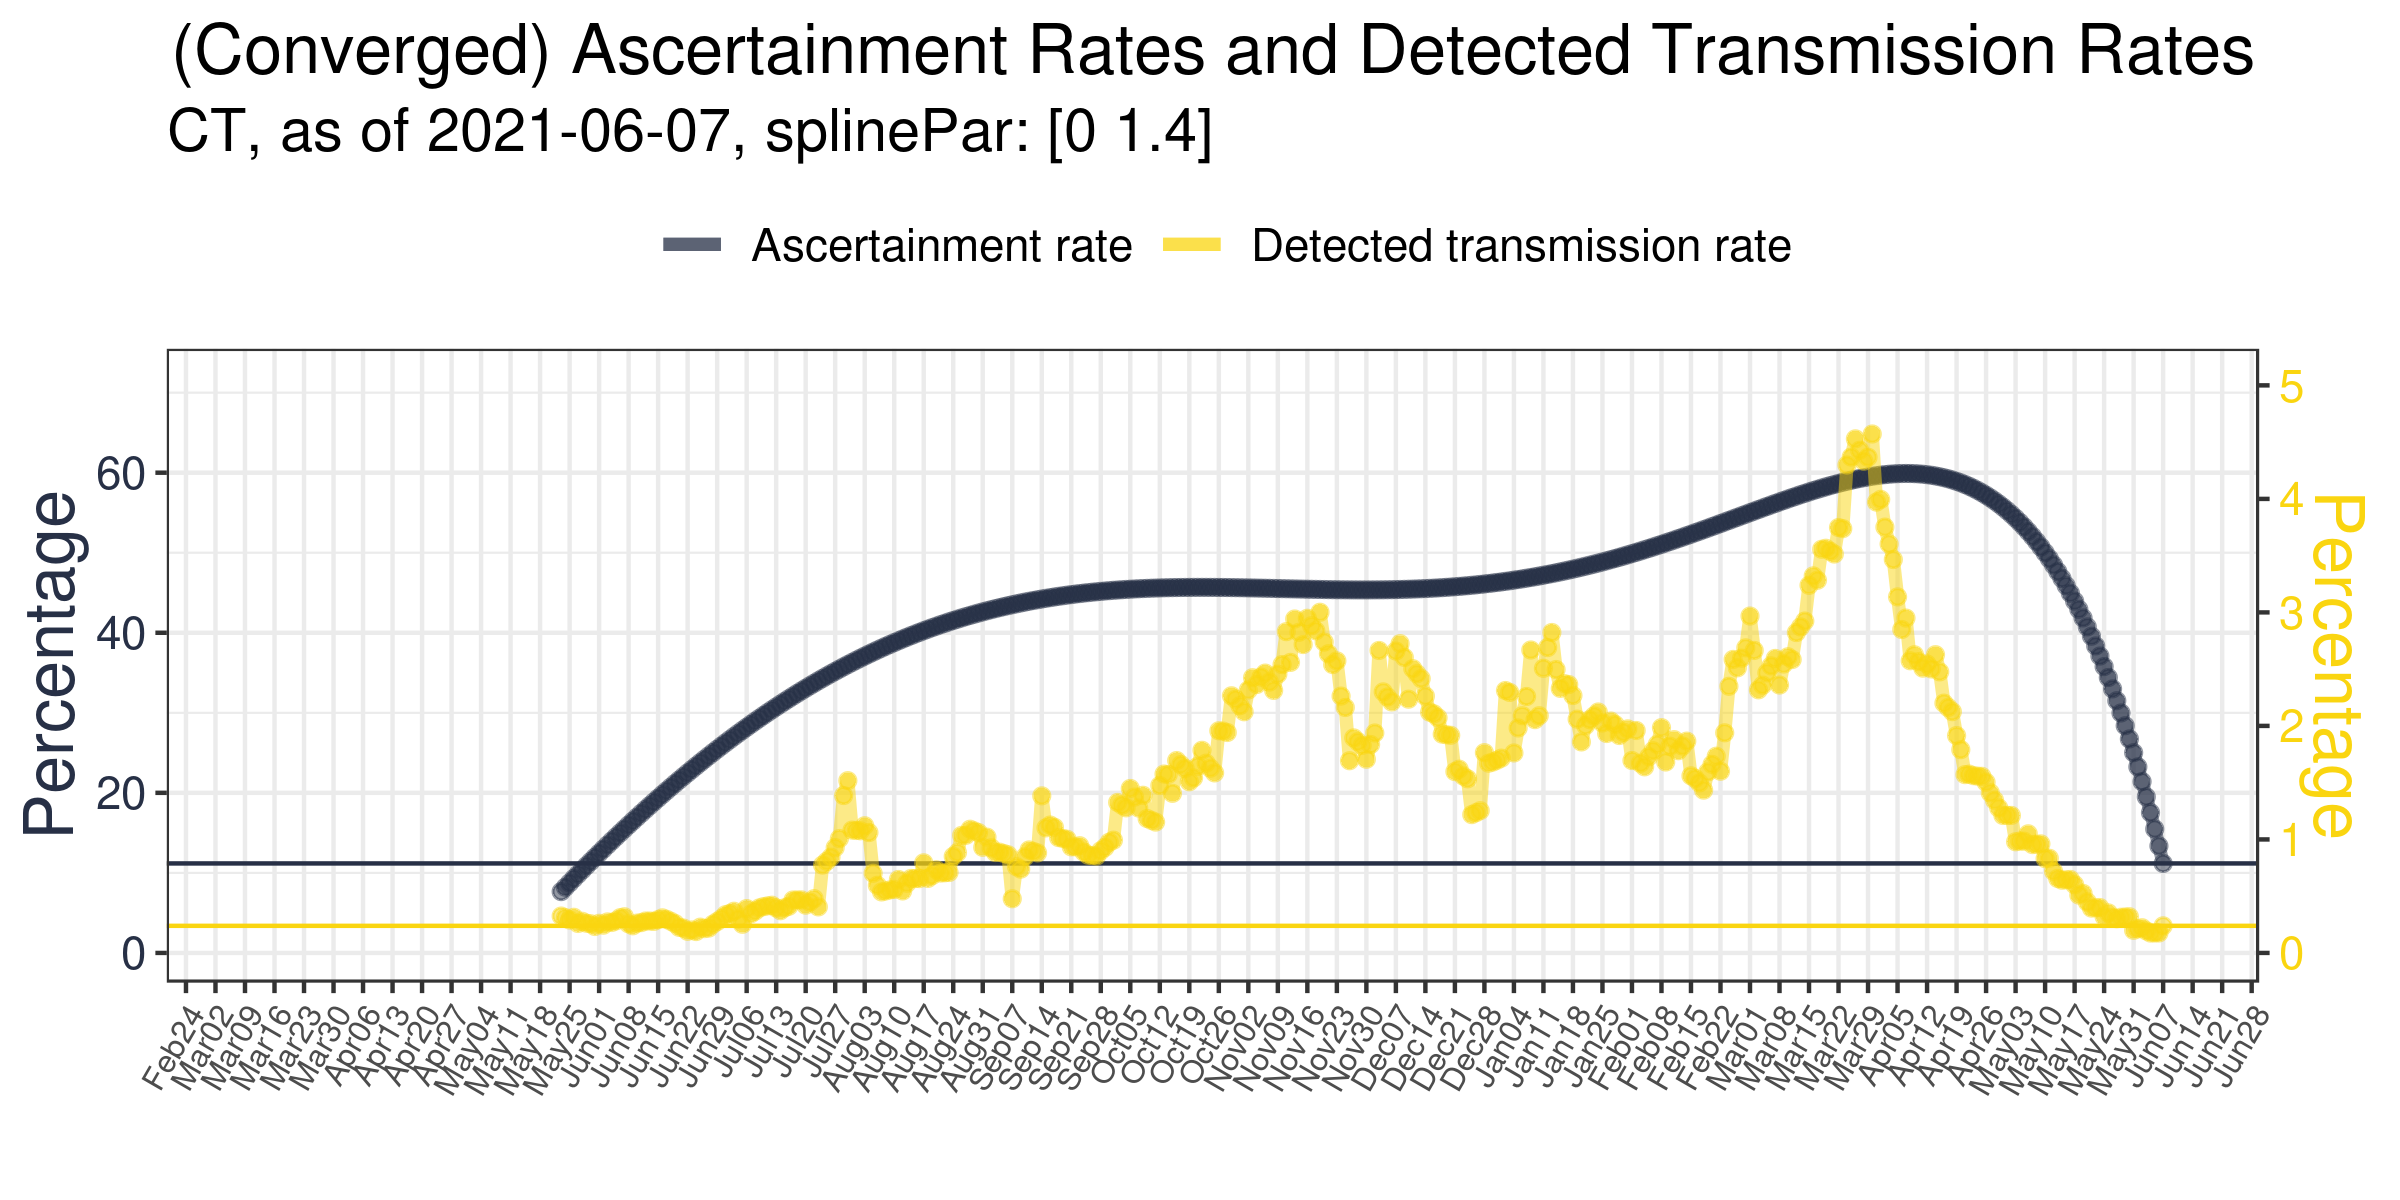 (Converged) Ascertainment Rates and Detected Transmission Rates
CT, as of 2021-06-07, splinePar: [0 1.4]
Ascertainment rate
Detected transmission rate
Percentage
60
40
20
0
5
4
3
2
1
0
Percentage
Feb24
Mar02
Mar09
Mar16
Mar23
Mar30
Apr06
Apr13
Apr20
Apr27
May04
May11
May18
May25
Jun01
Jun08
Jun15
Jun22
Jun29
Jul06
Jul13
Jul20
Jul27
Aug03
Aug10
Aug17
Aug24
Aug31
Sep07
Sep14
Sep21
Sep28
Oct05
Oct12
Oct19
Oct26
Nov02
Nov09
Nov16
Nov23
Nov30
Dec07
Dec14
Dec21
Dec28
Jan04
Jan11
Jan18
Jan25
Feb01
Feb08
Feb15
Feb22
Mar01
Mar08
Mar15
Mar22
Mar29
Apr05
Apr12
Apr19
Apr26
May03
May10
May17
May24
May31
Jun07
Jun14
Jun21
Jun28